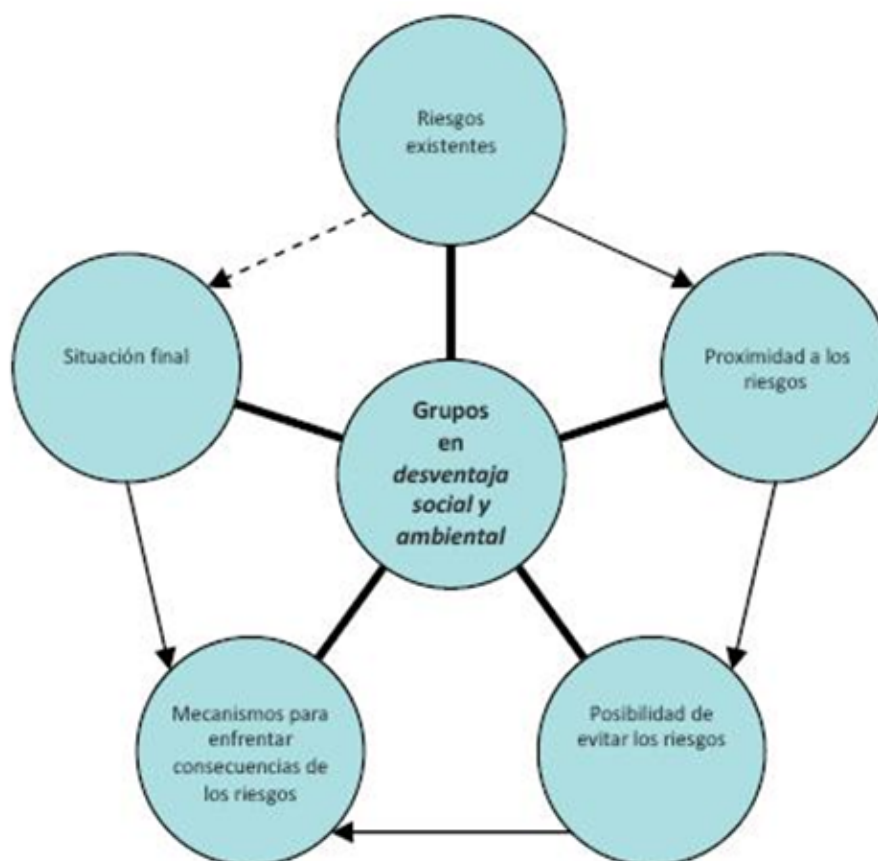 Riesgos
existentes
Situación final
Proximidad a los
riesgos
Grupos
en
desventaja
social y
ambiental
Mecanismos para
enfrentar
consecuencias de
los riesgos
Posibilidad de
evitar los riesgos